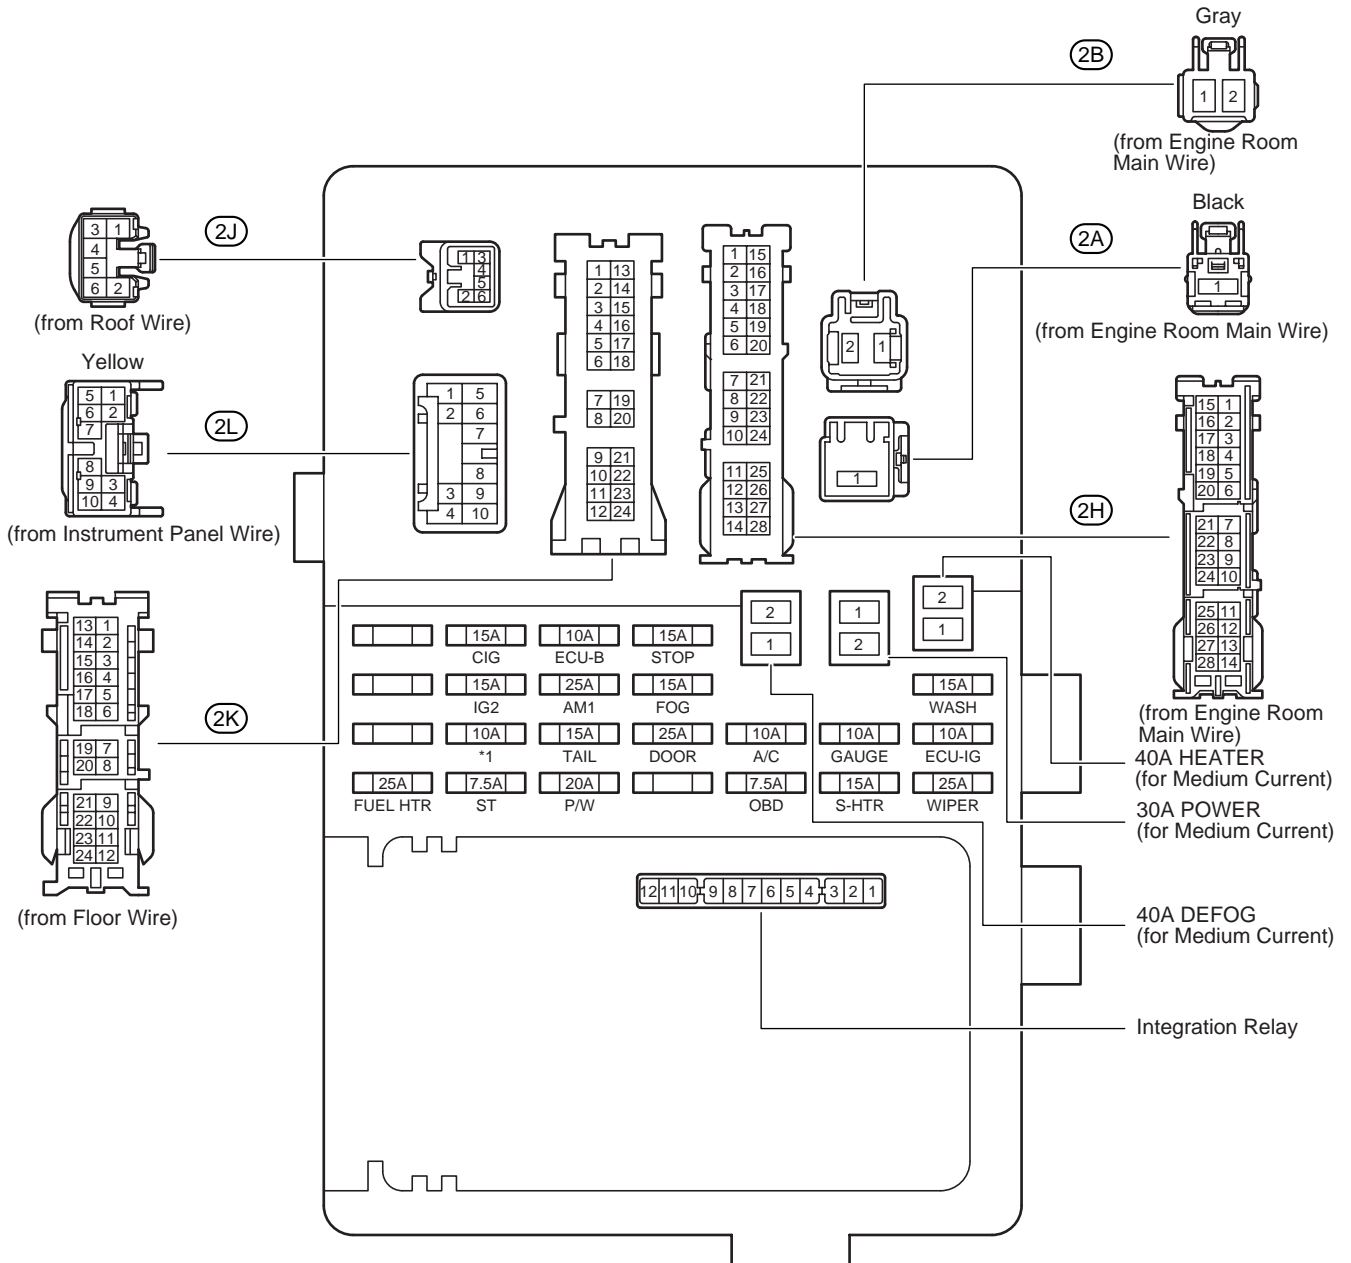 Gray
2B
1 2
(from Engine Room
Main Wire)
Black
2A
1
(from Engine Room Main Wire)
2J
3 1
4
5
6 2
(from Roof Wire)
1 3
4
5
2 6
Yellow
2L
5 1
6 2
7
8
9 3
10 4
(from Instrument Panel Wire)
1 5
2 6
7
8
3 9
4 10
1 13
2 14
3 15
4 16
5 17
6 18
7 19
8 20
9 21
10 22
11 23
12 24
1 15
2 16
3 17
4 18
5 19
6 20
7 21
8 22
9 23
10 24
11 25
12 26
13 27
14 28
2 1
1
2H
15 1
16 2
17 3
18 4
19 5
20 6
21 7
22 8
23 9
24 10
25 11
26 12
27 13
28 14
(from Engine Room
Main Wire)
2K
13 1
14 2
15 3
16 4
17 5
18 6
19 7
20 8
21 9
22 10
23 11
24 12
(from Floor Wire)
2
1
1
2
2
1
15A 10A 15A
CIG ECU-B STOP
15A 25A 15A 15A
IG2 AM1 FOG WASH
10A 15A 25A 10A 10A 10A
*1 TAIL DOOR A/C GAUGE ECU-IG
25A 7.5A 20A 7.5A 15A 25A
FUEL HTR ST P/W OBD S-HTR WIPER
40A HEATER
(for Medium Current)
30A POWER
(for Medium Current)
12 11 10 9 8 7 6 5 4 3 2 1
40A DEFOG
(for Medium Current)
Integration Relay